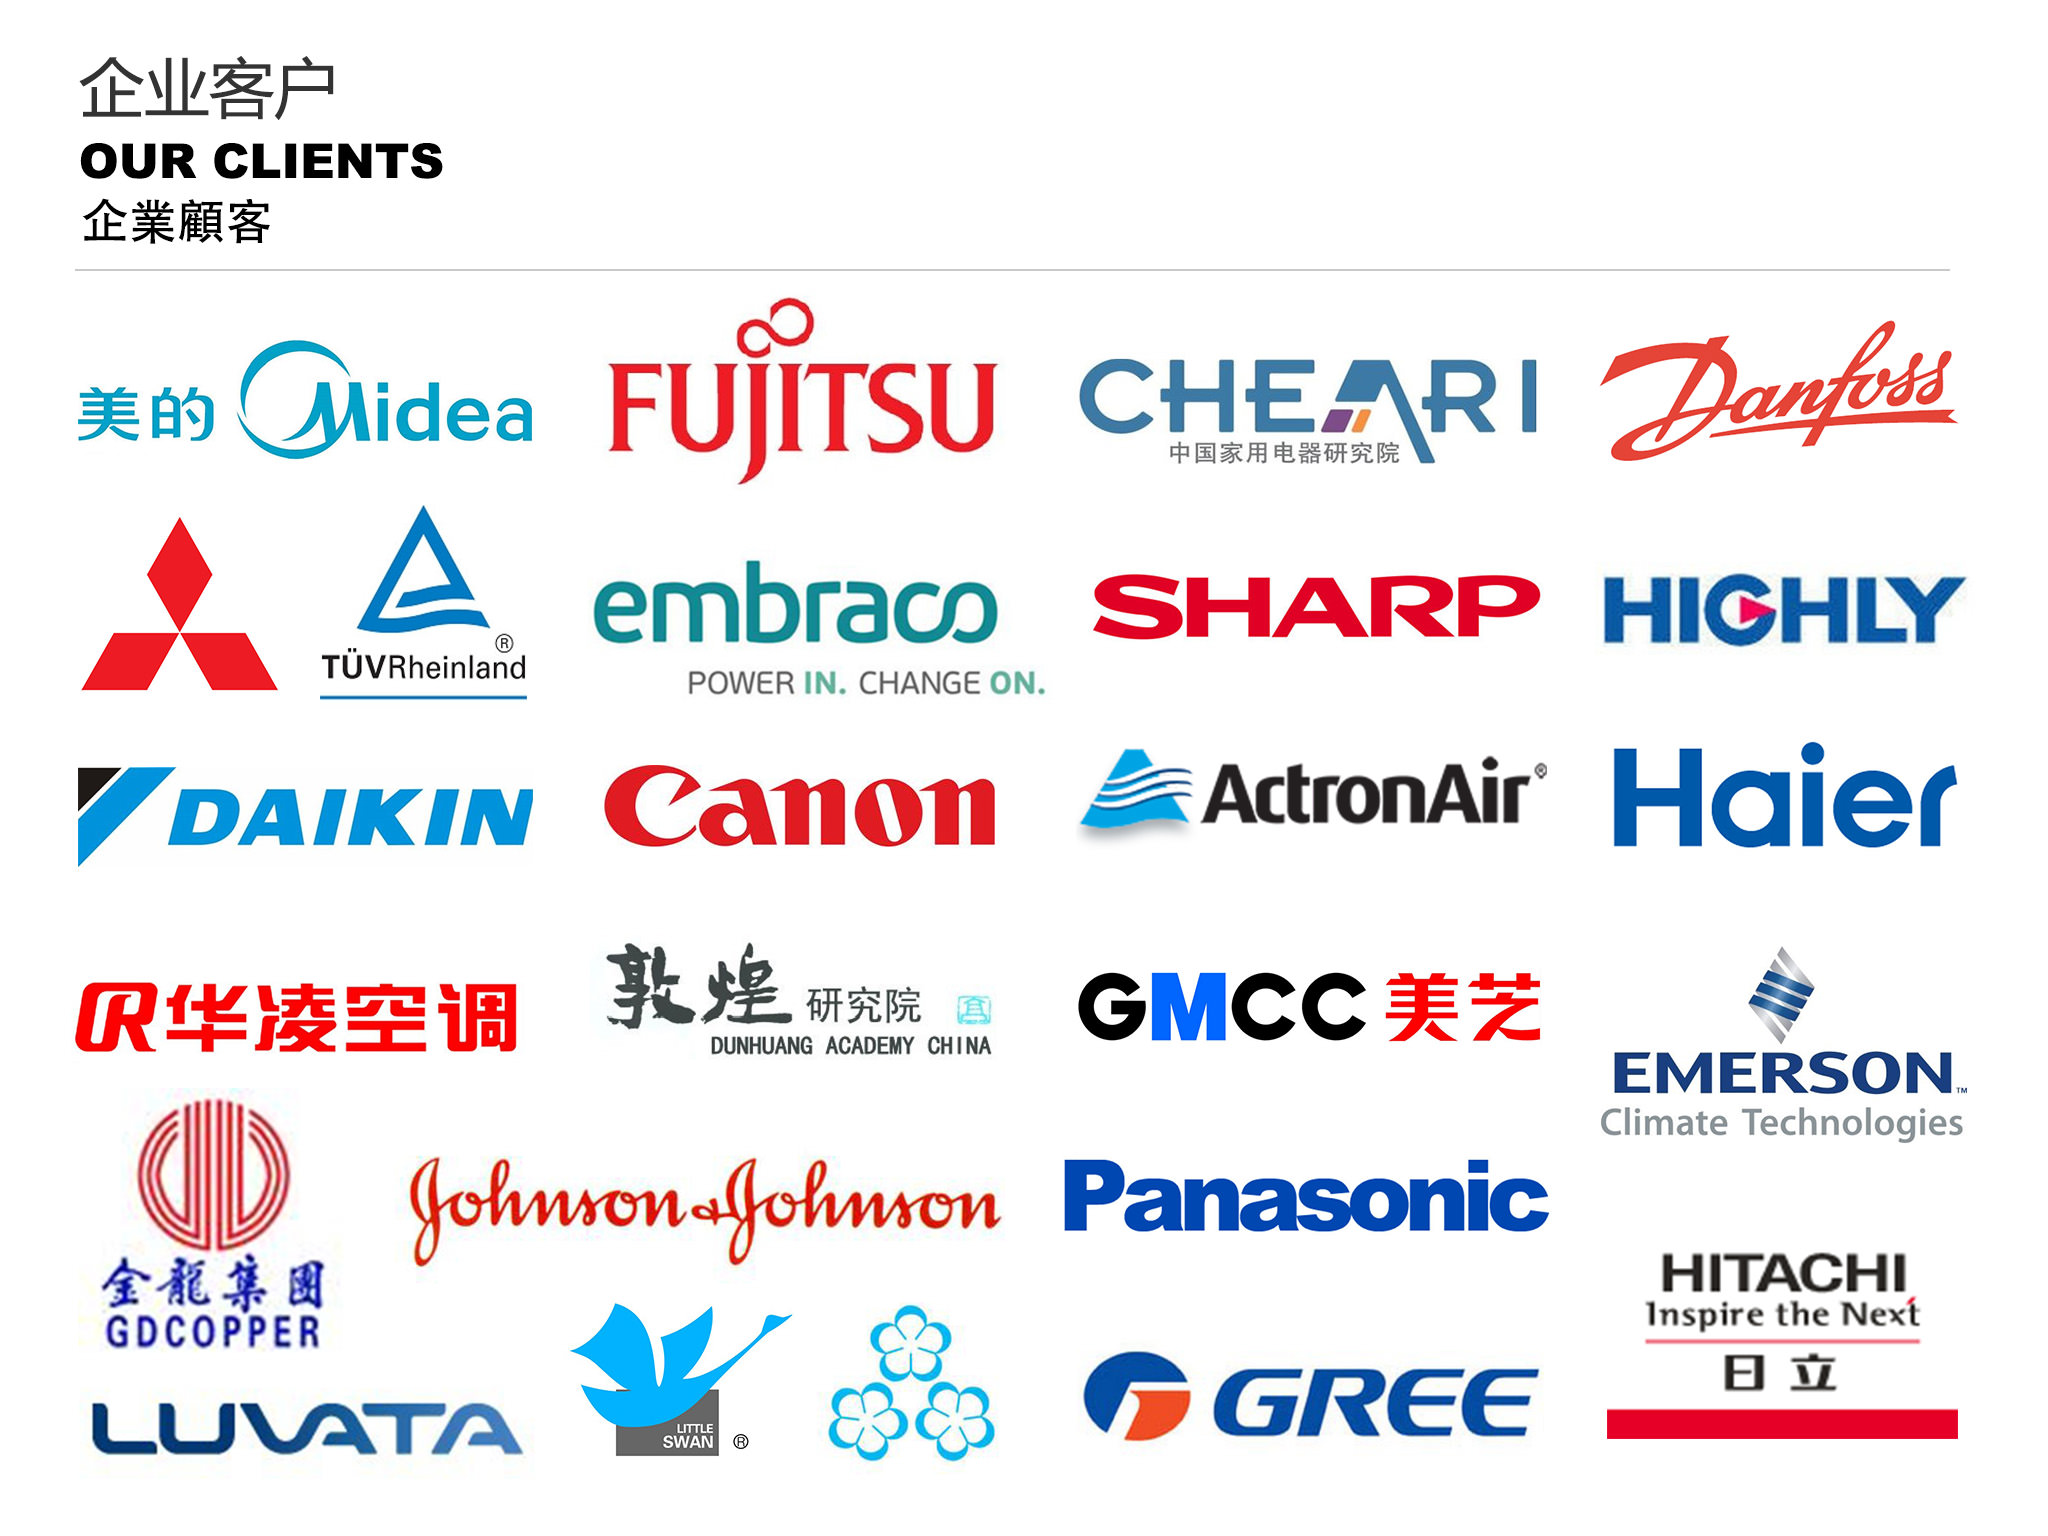 企业客户
OUR CLIENTS
企業顧客
美的 Midea
FUJITSU
CHEARI
中国家用电器研究院
Danfoss
TÜVRheinland ®
embraco
POWER IN. CHANGE ON.
SHARP
HIGHLY
DAIKIN
Canon
ActronAir®
Haier
华凌空调
敦煌研究院
DUNHUANG ACADEMY CHINA
GMCC 美芝
EMERSON™
Climate Technologies
金龍集團
GDCOPPER
Johnson & Johnson
Panasonic
HITACHI
Inspire the Next
日立
LUVATA
LITTLE
SWAN ®
GREE